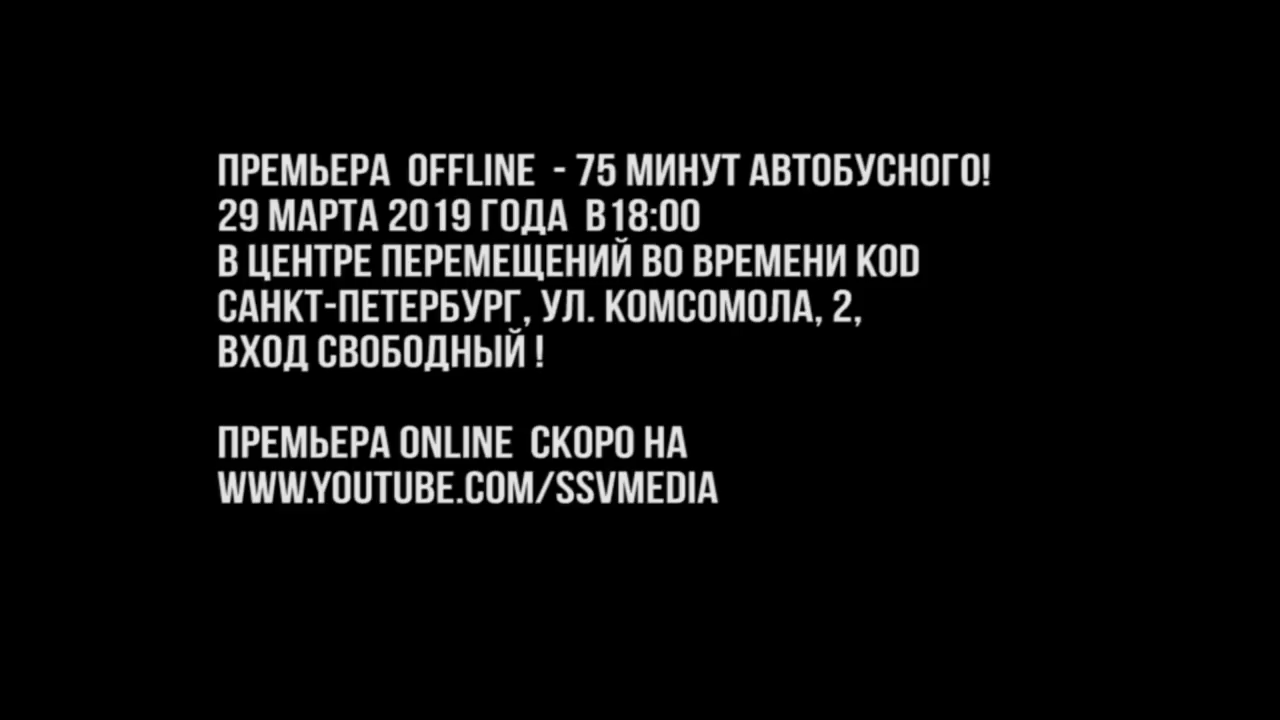 ПРЕМЬЕРА OFFLINE - 75 МИНУТ АВТОБУСНОГО!
29 МАРТА 2019 ГОДА В 18:00
В ЦЕНТРЕ ПЕРЕМЕЩЕНИЙ ВО ВРЕМЕНИ KOD
САНКТ-ПЕТЕРБУРГ, УЛ. КОМСОМОЛА, 2,
ВХОД СВОБОДНЫЙ !
ПРЕМЬЕРА ONLINE СКОРО НА
WWW.YOUTUBE.COM/SSVMEDIA